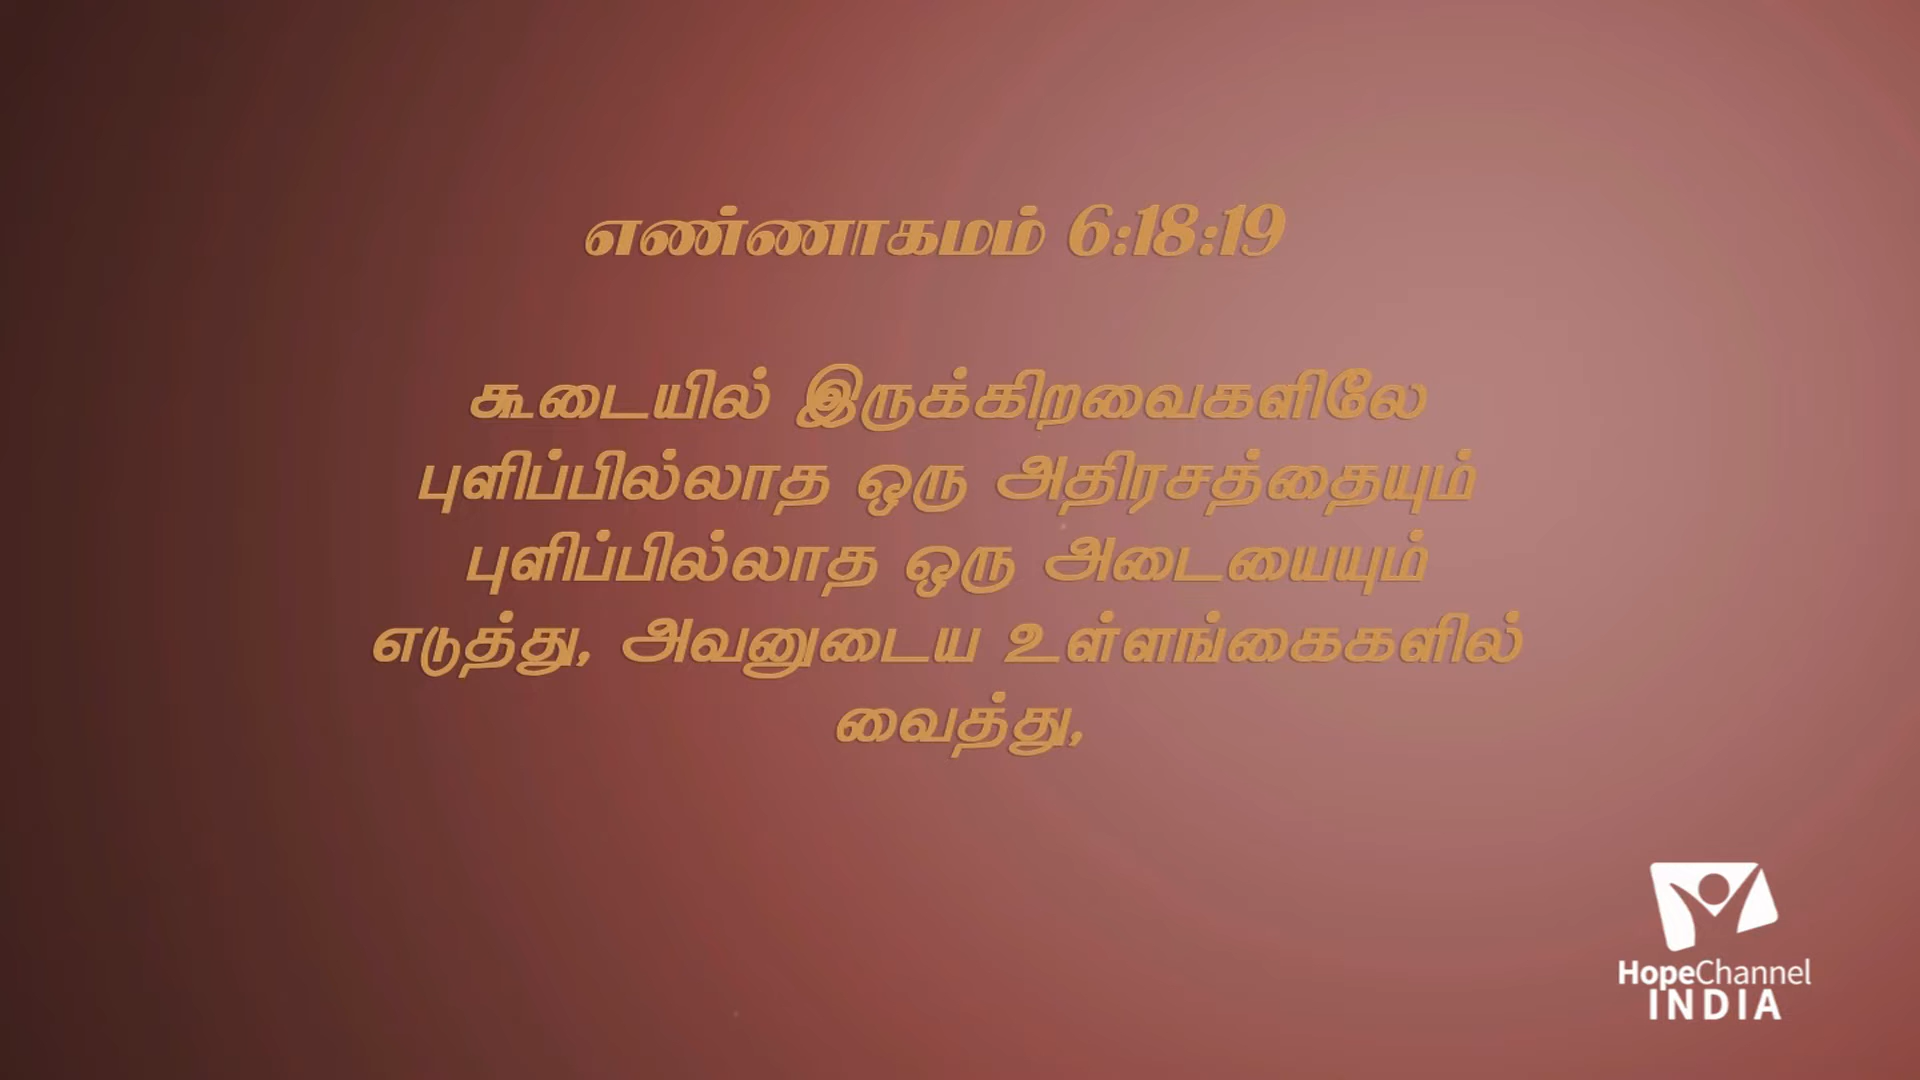 எண்ணாகமம் 6:18:19
கூடையில் இருக்கிறவைகளிலே
புளிப்பில்லாத ஒரு அதிரசத்தையும்
புளிப்பில்லாத ஒரு அடையையும்
எடுத்து, அவனுடைய உள்ளங்கைகளில்
வைத்து,
HopeChannel
INDIA